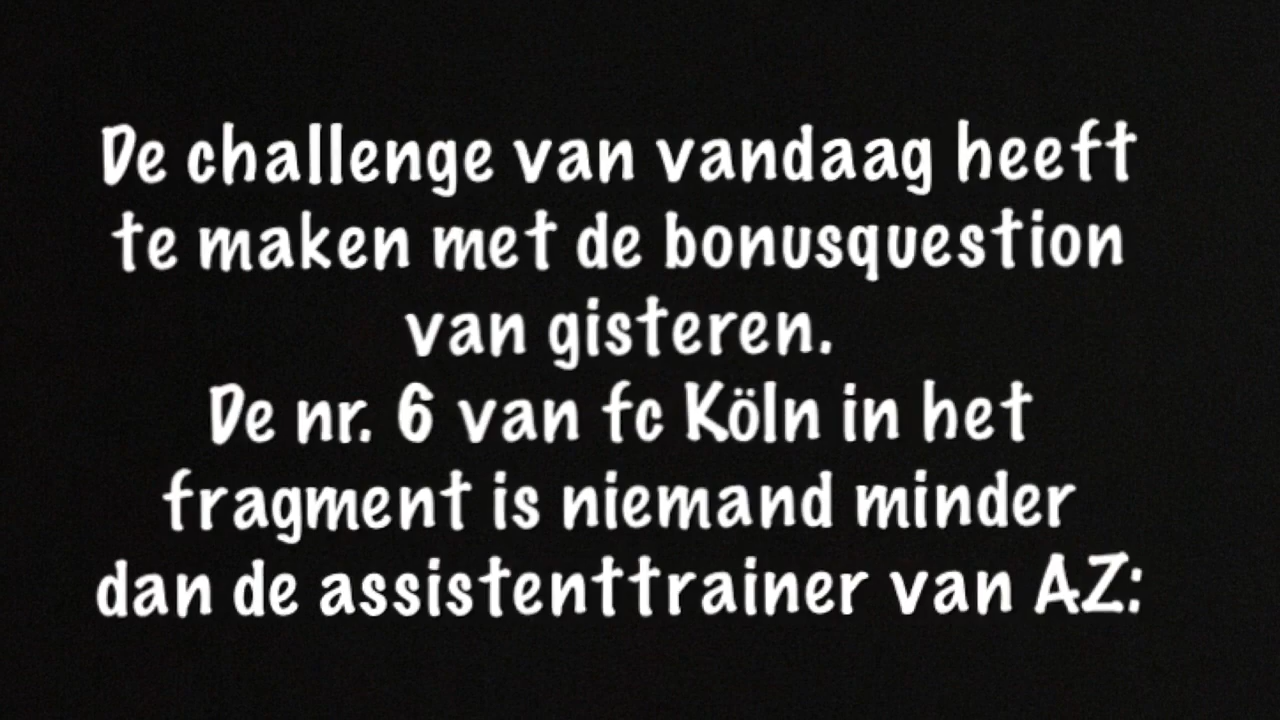 De challenge van vandaag heeft
te maken met de bonusquestion
van gisteren.
De nr. 6 van fc Köln in het
fragment is niemand minder
dan de assistenttrainer van AZ: